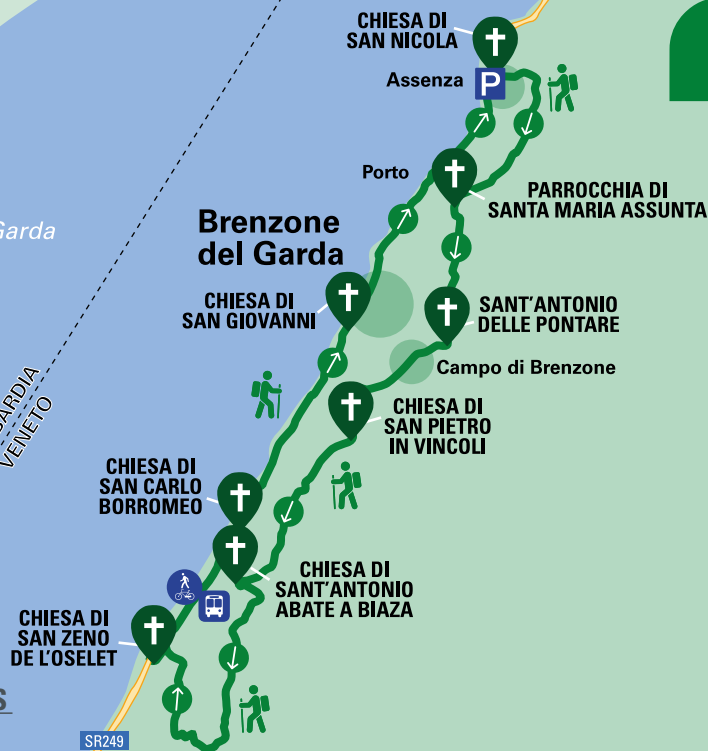 CHIESA DI
SAN NICOLA
Assenza
P
Porto
PARROCCHIA DI
SANTA MARIA ASSUNTA
Garda
Brenzone
del Garda
CHIESA DI
SAN GIOVANNI
SANT'ANTONIO
DELLE PONTARE
Campo di Brenzone
VENETO
CHIESA DI
SAN PIETRO
IN VINCOLI
CHIESA DI
SAN CARLO
BORROMEO
CHIESA DI
SANT'ANTONIO
ABATE A BIAZA
CHIESA DI
SAN ZENO
DE L'OSELET
S
SR249